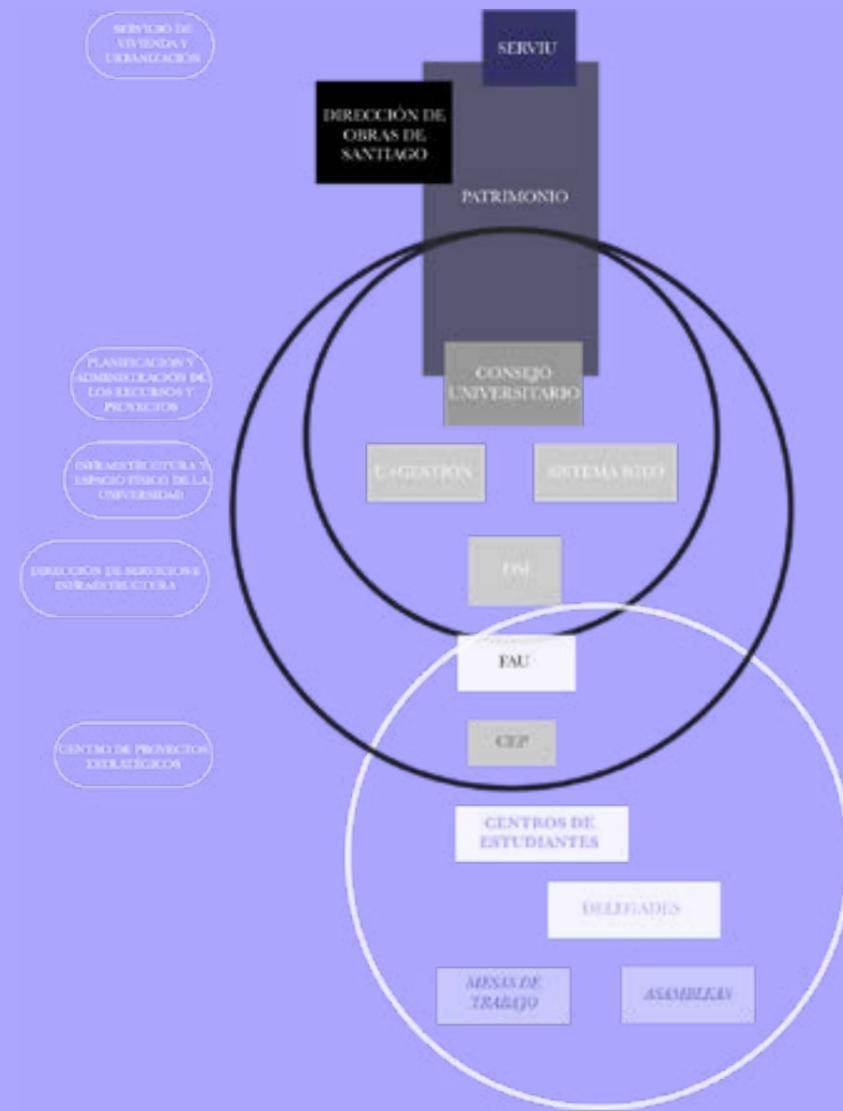 SERVICIO DE
VIVIENDA Y
URBANIZACIÓN
SERVIU
DIRECCIÓN DE
OBRAS DE
SANTIAGO
PATRIMONIO
PLANIFICACIÓN Y
ADMINISTRACIÓN DE
LOS RECURSOS Y
PROYECTOS
CONSEJO
UNIVERSITARIO
INFRAESTRUCTURA Y
ESPACIO FÍSICO DE LA
UNIVERSIDAD
GESTIÓN
SISTEMA
DIRECCIÓN DE SERVICIOS E
INFRAESTRUCTURA
DSI
FAU
CENTRO DE PROYECTOS
ESTRATÉGICOS
CEP
CENTROS DE
ESTUDIANTES
DELEGADES
MESAS DE
TRABAJO
ASAMBLEAS